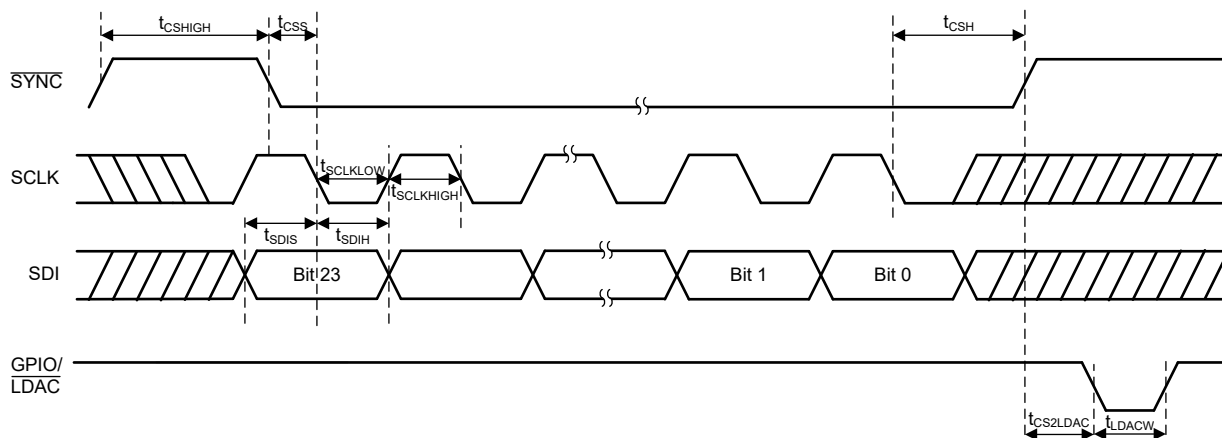 tCSHIGH
tCSS
tCSH
SYNC
SCLK
tSCLKLOW
tSCLKHIGH
tSDIS
tSDIH
SDI
Bit 23
Bit 1
Bit 0
GPIO/
LDAC
tCS2LDAC
tLDACW